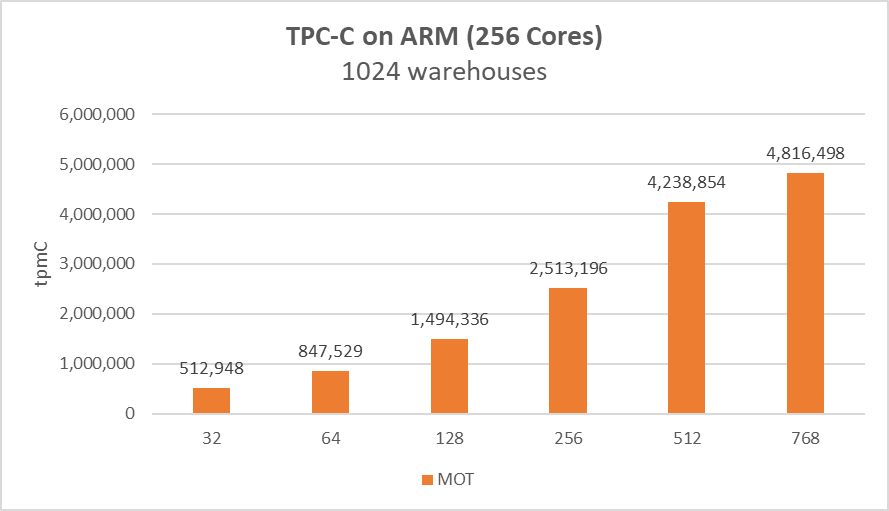 TPC-C on ARM (256 Cores)
1024 warehouses
tpmC
6,000,000
5,000,000
4,000,000
3,000,000
2,000,000
1,000,000
0
512,948
847,529
1,494,336
2,513,196
4,238,854
4,816,498
32 64 128 256 512 768
MOT